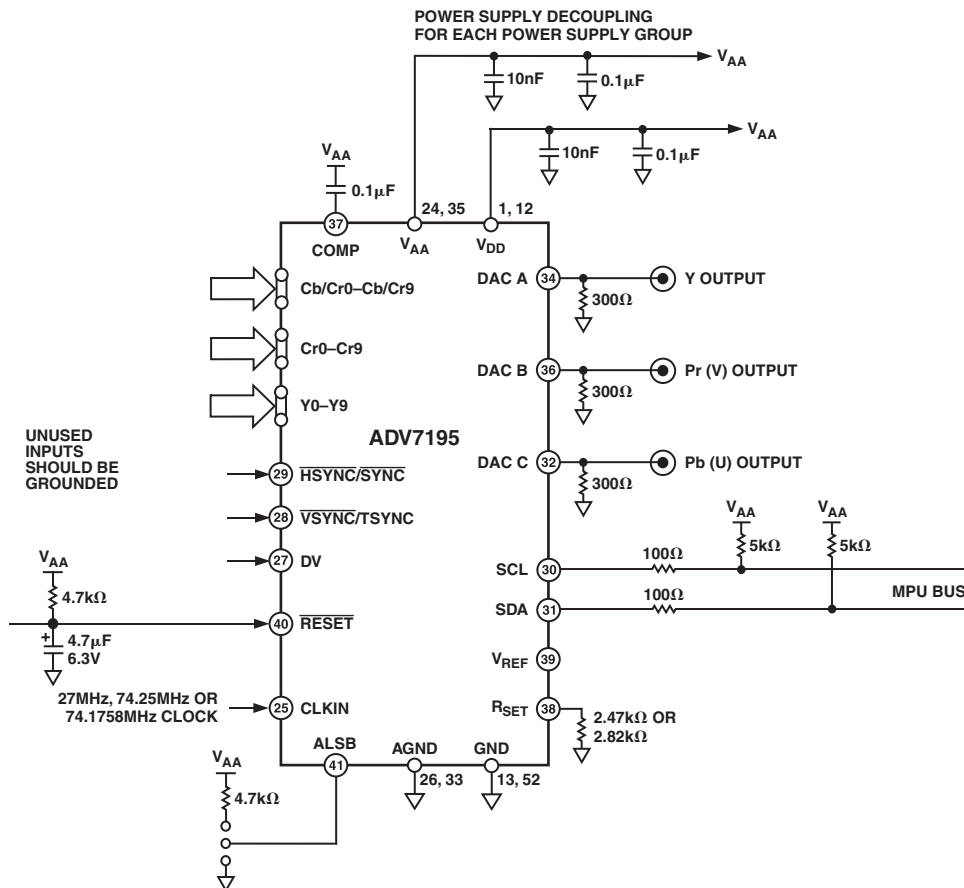 POWER SUPPLY DECOUPLING
FOR EACH POWER SUPPLY GROUP
VAA
10nF
0.1μF
VAA
10nF
0.1μF
VAA
0.1μF
24, 35
1, 12
37
COMP
VAA
VDD
Cb/Cr0–Cb/Cr9
DAC A
34
Y OUTPUT
300Ω
Cr0–Cr9
DAC B
36
Pr (V) OUTPUT
300Ω
Y0–Y9
ADV7195
UNUSED
INPUTS
SHOULD BE
GROUNDED
DAC C
32
Pb (U) OUTPUT
300Ω
29
HSYNC/SYNC
28
VSYNC/TSYNC
VAA
VAA
5kΩ
5kΩ
27
DV
SCL
30
100Ω
MPU BUS
VAA
4.7kΩ
SDA
31
100Ω
40
RESET
+
4.7μF
6.3V
VREF
39
27MHz, 74.25MHz OR
74.1758MHz CLOCK
25
CLKIN
RSET
38
2.47kΩ OR
2.82kΩ
ALSB
AGND
GND
41
26, 33
13, 52
VAA
4.7kΩ